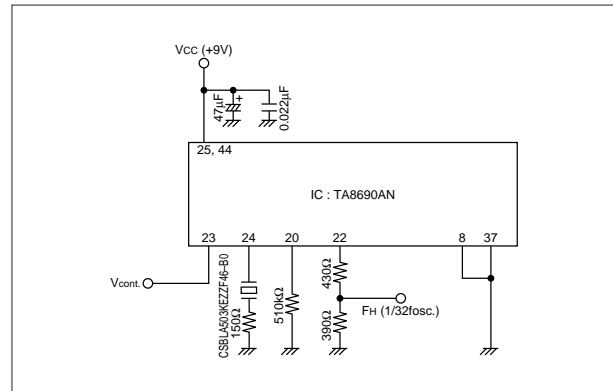 VCC (+9V)
47μF
+
0.022μF
25, 44
IC : TA8690AN
23
24
20
22
8
37
Vcont.
CSBLA503KEZZF46-B0
150Ω
510kΩ
430Ω
390Ω
FH (1/32fosc.)